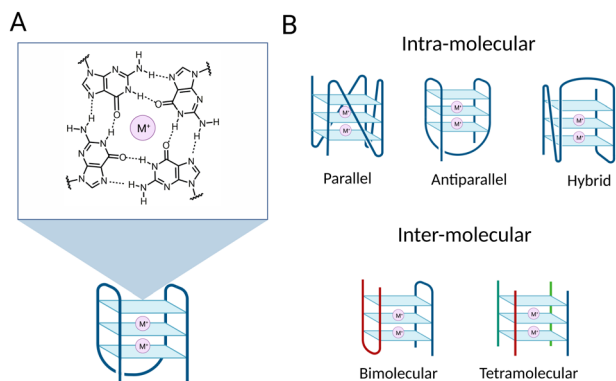 A
B
Intra-molecular
N
N
N
N
H
H
N
H
N
O
N
H
N
N
N
H
H
O
N
M⁺
N
H
H
N
N
H
O
N
O
H
N
N
N
N
H
N
H
N
N
N
M⁺
M⁺
M⁺
M⁺
M⁺
M⁺
Parallel
Antiparallel
Hybrid
Inter-molecular
M⁺
M⁺
M⁺
M⁺
M⁺
M⁺
Bimolecular
Tetramolecular